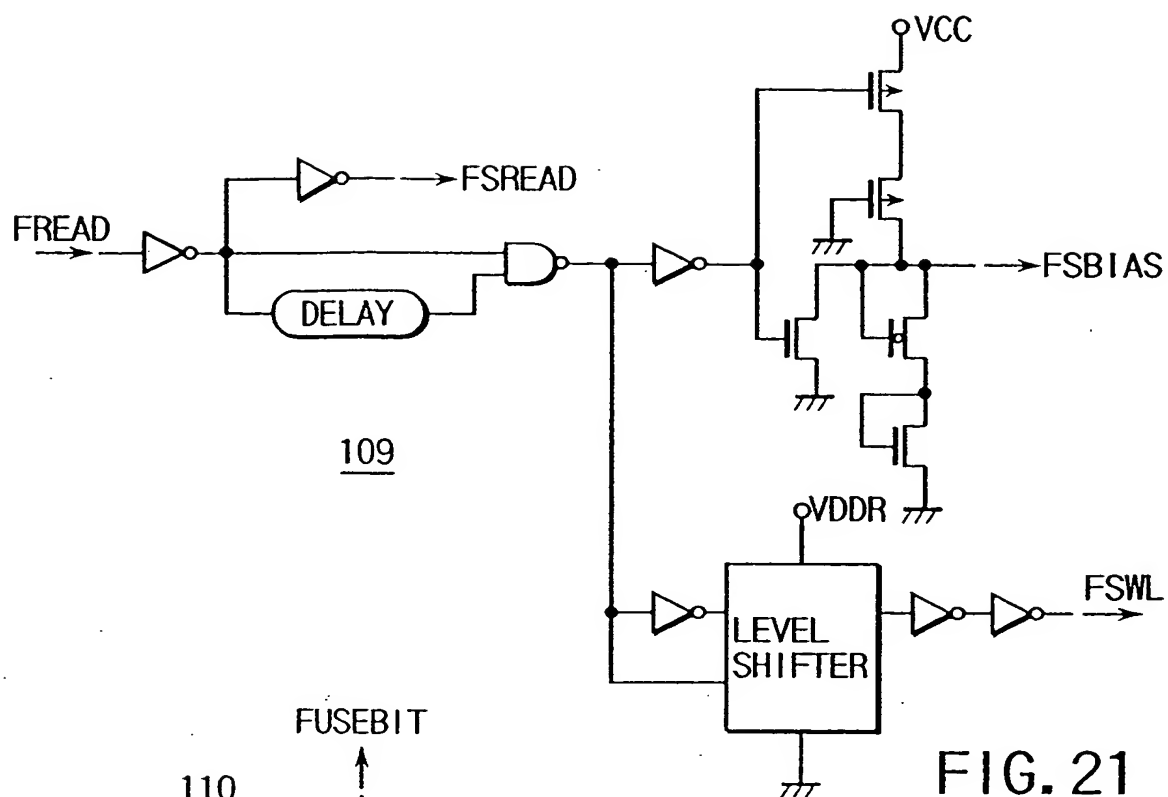 VCC
FSREAD
FREAD
DELAY
FSBIAS
109
VDDR
LEVEL
SHIFTER
FSWL
FUSEBIT
110
FIG. 21